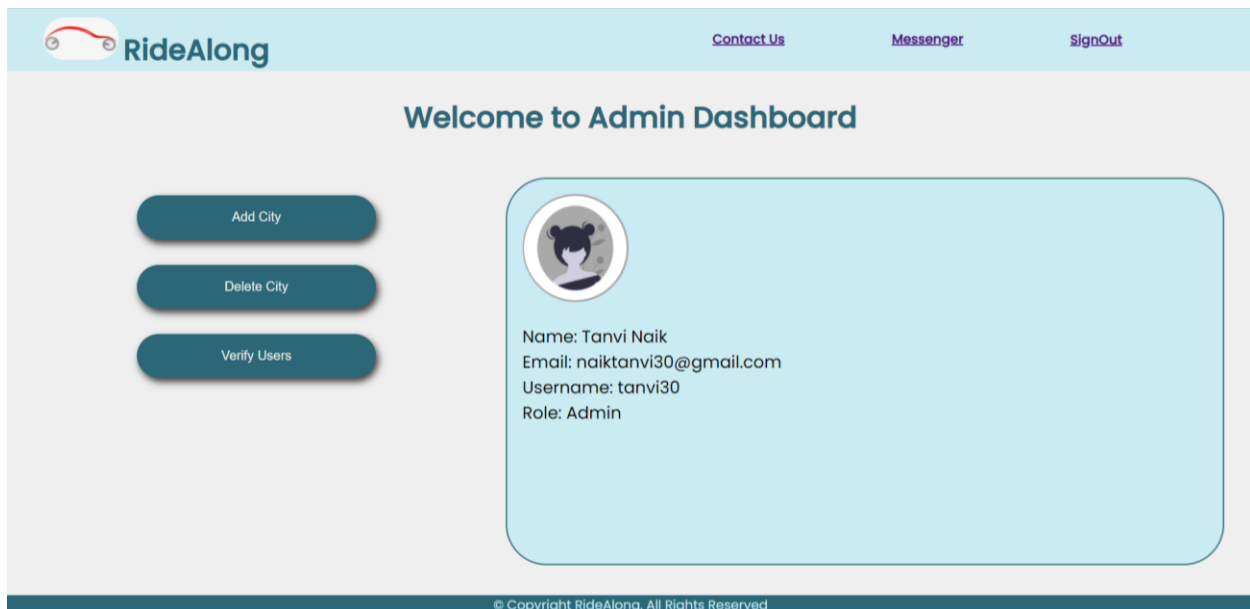 RideAlong
Contact Us
Messenger
SignOut
Welcome to Admin Dashboard
Add City
Delete City
Verify Users
Name: Tanvi Naik
Email: naiktanvi30@gmail.com
Username: tanvi30
Role: Admin
© Copyright RideAlong. All Rights Reserved